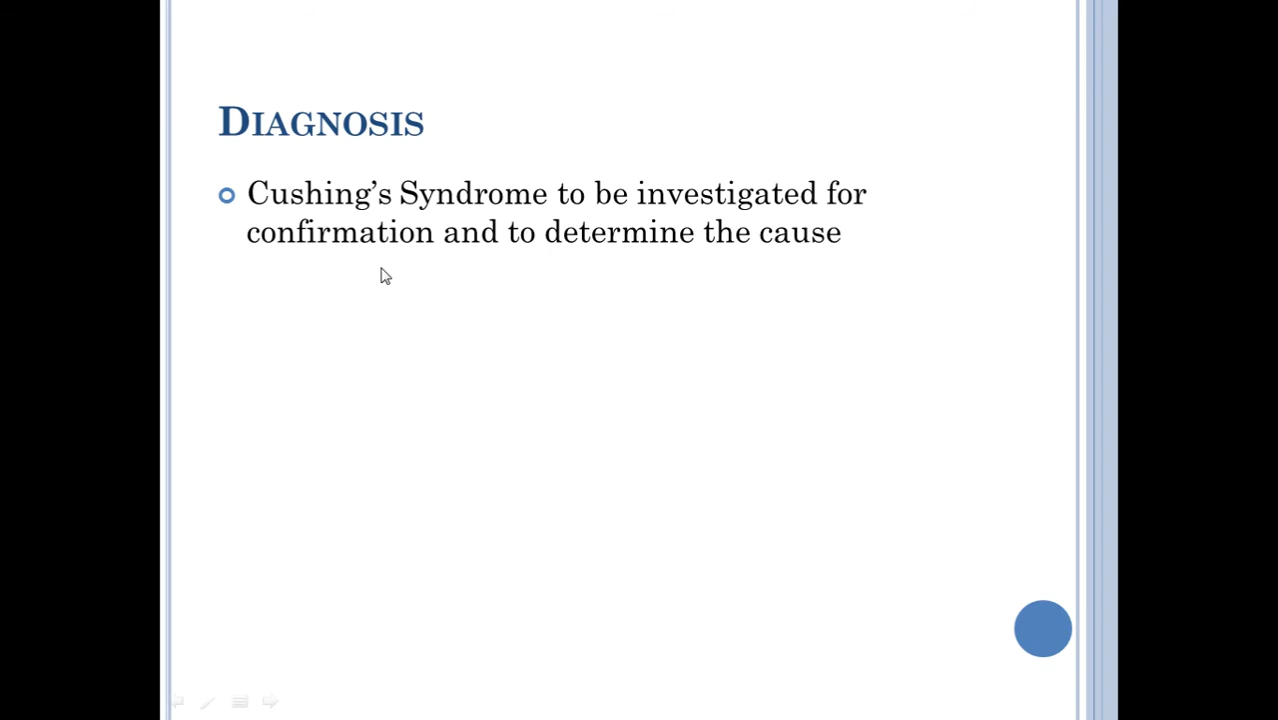 DIAGNOSIS
Cushing’s Syndrome to be investigated for
confirmation and to determine the cause